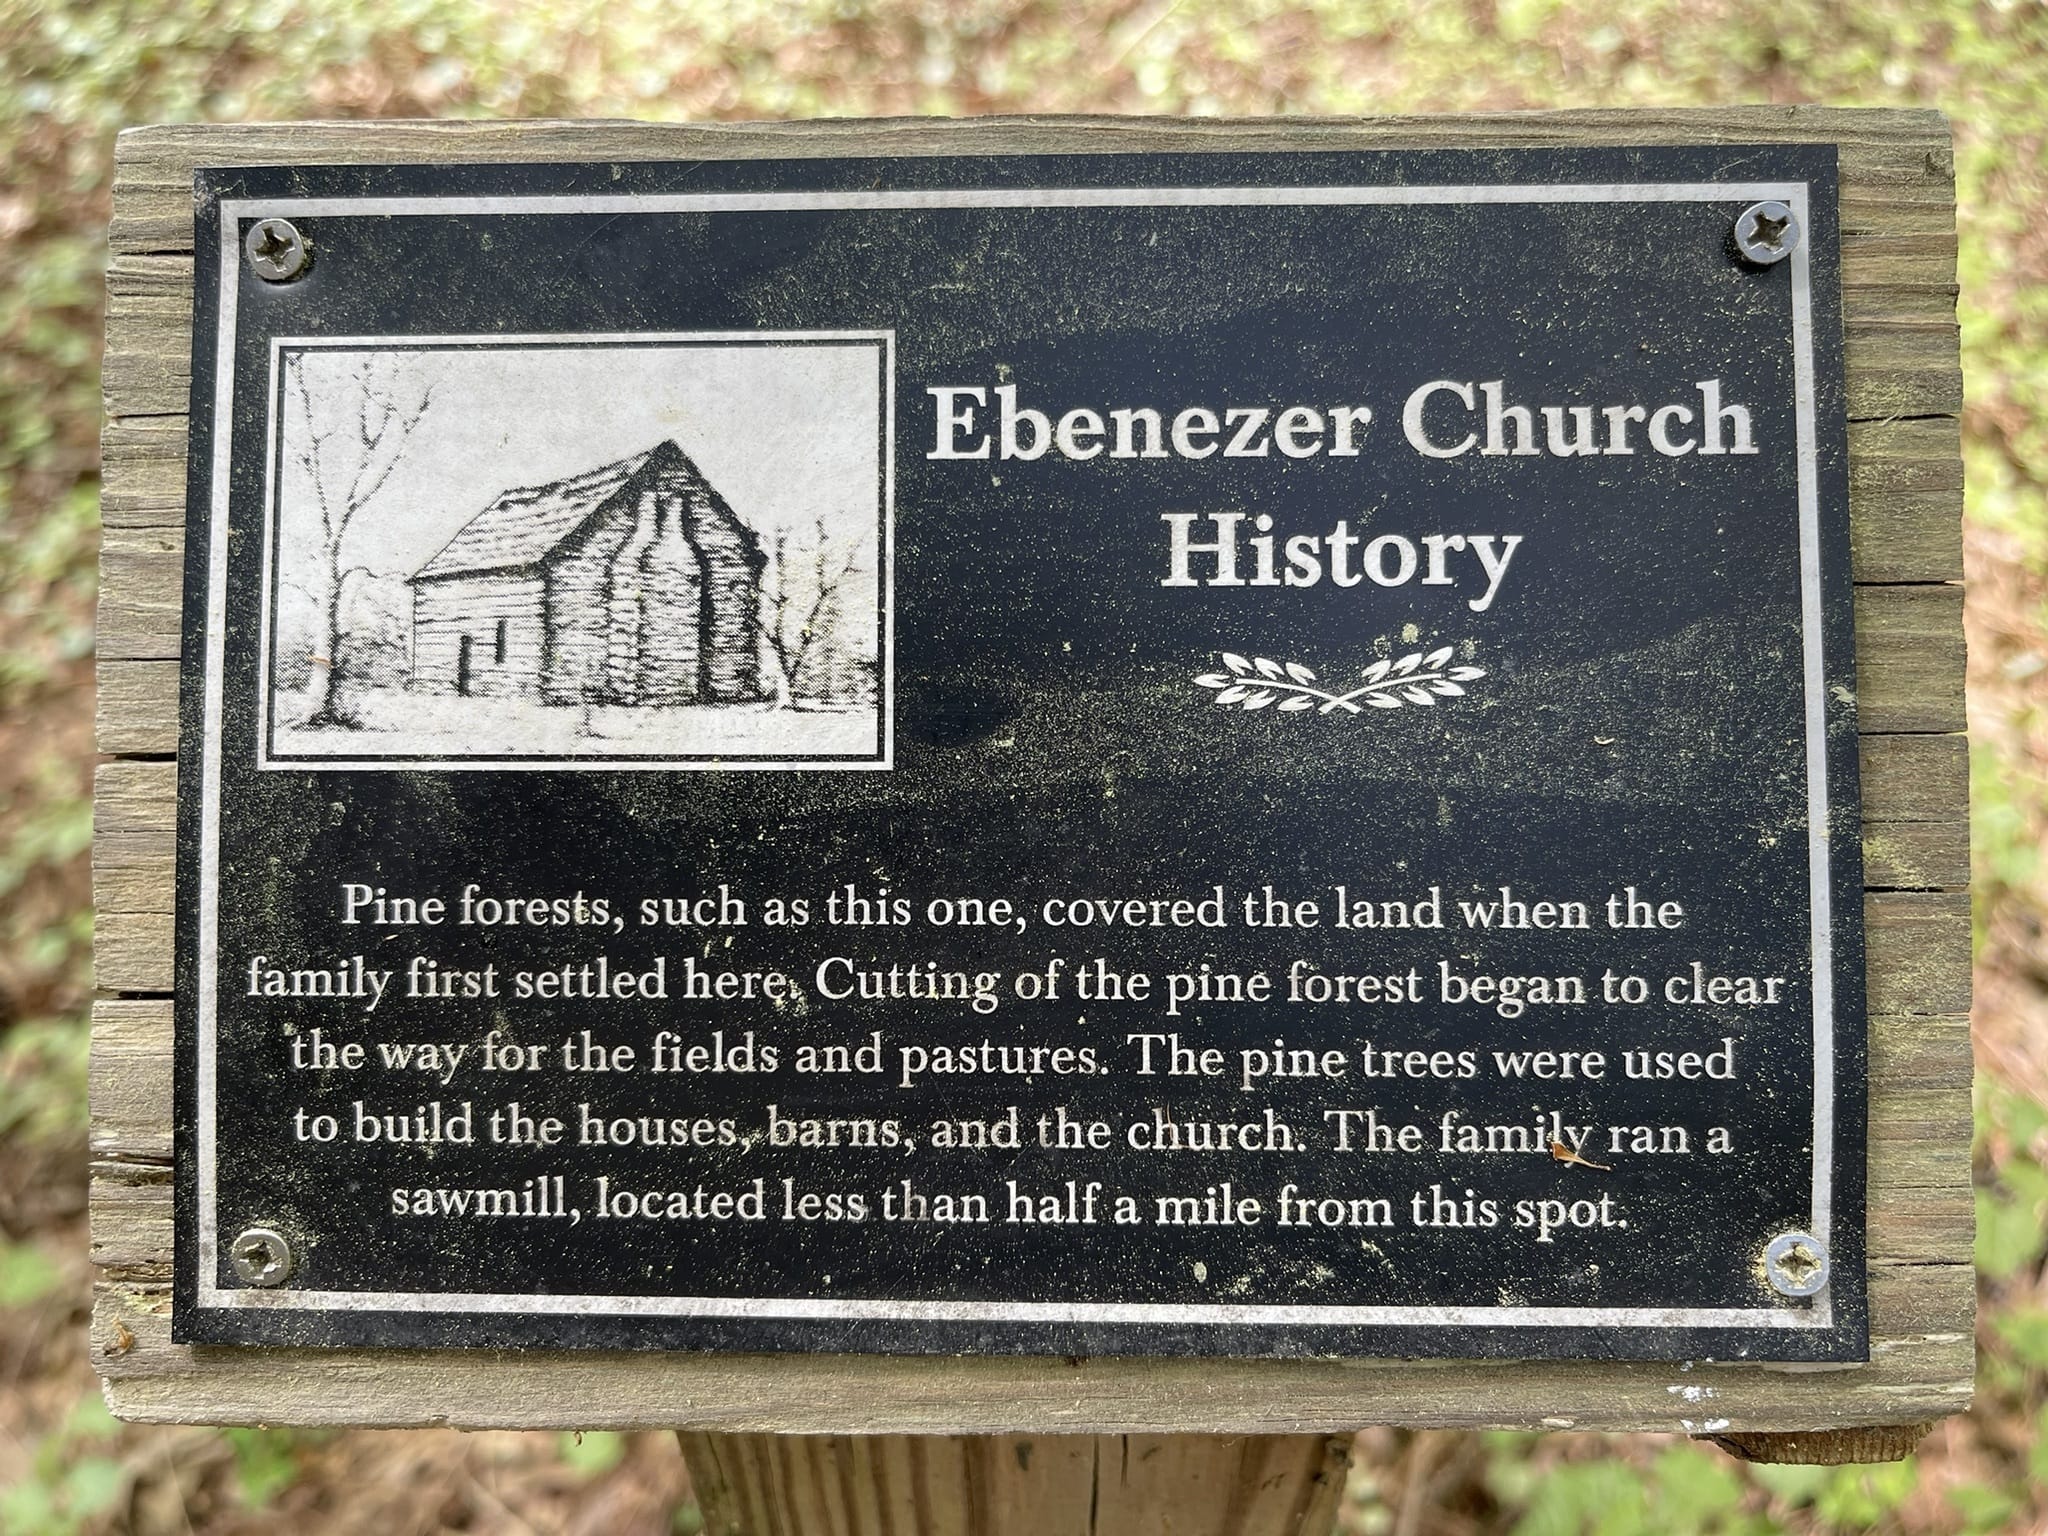 Ebenezer Church
History
Pine forests, such as this one, covered the land when the
family first settled here. Cutting of the pine forest began to clear
the way for the fields and pastures. The pine trees were used
to build the houses, barns, and the church. The family ran a
sawmill, located less than half a mile from this spot.